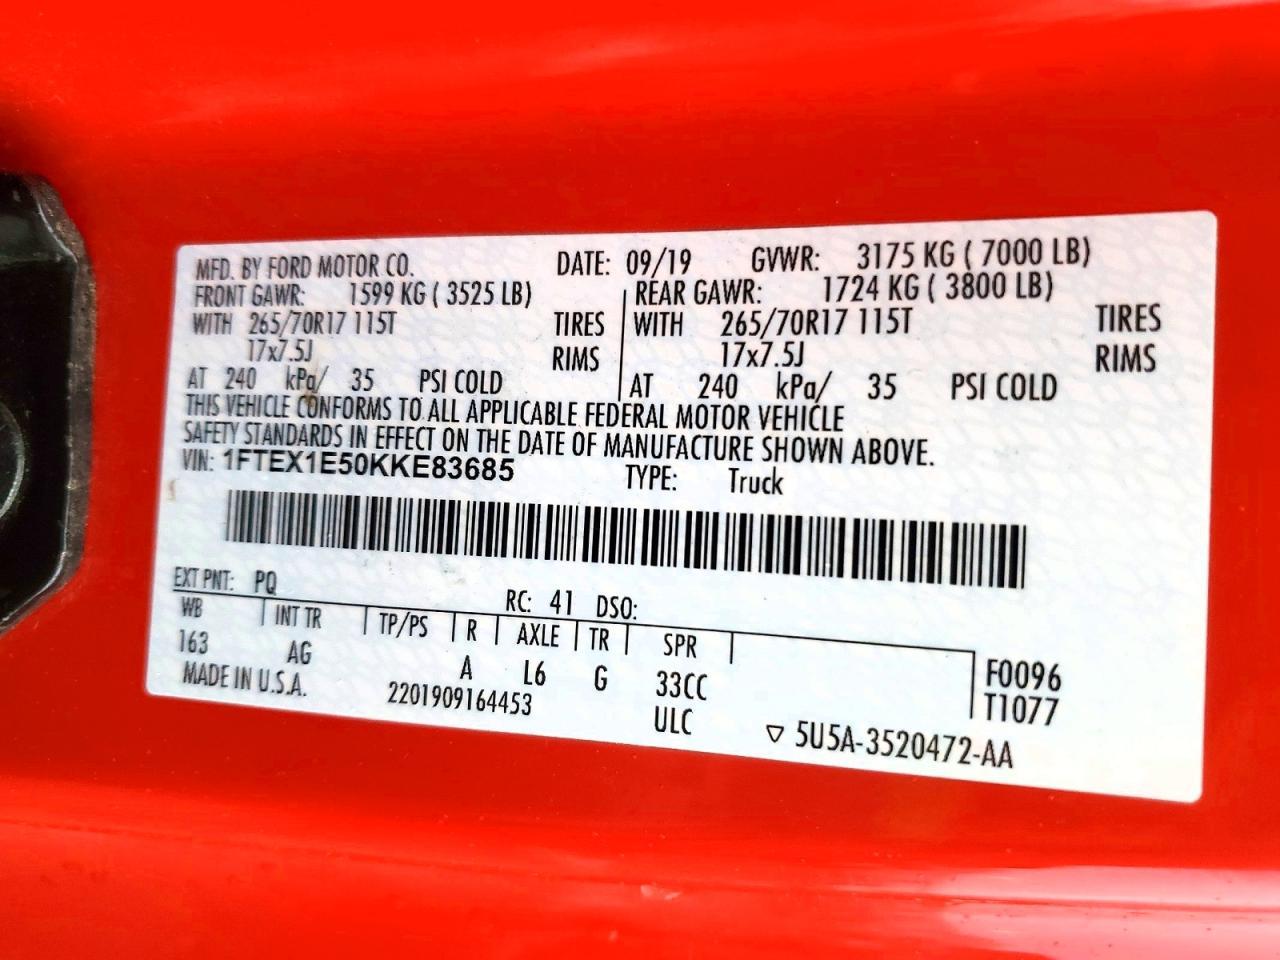 MFD. BY FORD MOTOR CO. DATE: 09/19 GVWR: 3175 KG ( 7000 LB)
FRONT GAWR: 1599 KG ( 3525 LB) REAR GAWR: 1724 KG ( 3800 LB)
WITH 265/70R17 115T TIRES WITH 265/70R17 115T TIRES
17x7.5J RIMS 17x7.5J RIMS
AT 240 kPa/ 35 PSI COLD AT 240 kPa/ 35 PSI COLD
THIS VEHICLE CONFORMS TO ALL APPLICABLE FEDERAL MOTOR VEHICLE
SAFETY STANDARDS IN EFFECT ON THE DATE OF MANUFACTURE SHOWN ABOVE.
VIN: 1FTEX1E50KKE83685 TYPE: Truck
EXT PNT: PQ RC: 41 DSO:
WB INT TR TP/PS R AXLE TR SPR
163 AG A L6 G 33CC F0096
MADE IN U.S.A. 2201909164453 ULC T1077
▽ 5U5A-3520472-AA